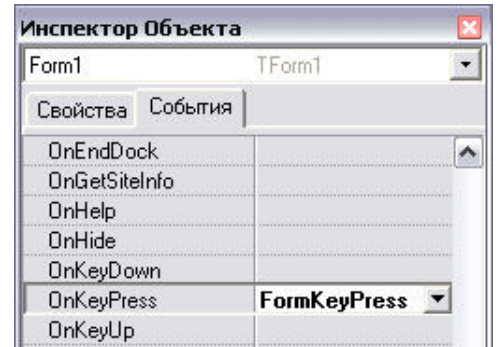 Инспектор Объекта
Form1 TForm1
Свойства События
OnEndDock
OnGetSiteInfo
OnHelp
OnHide
OnKeyDown
OnKeyPress FormKeyPress
OnKeyUp